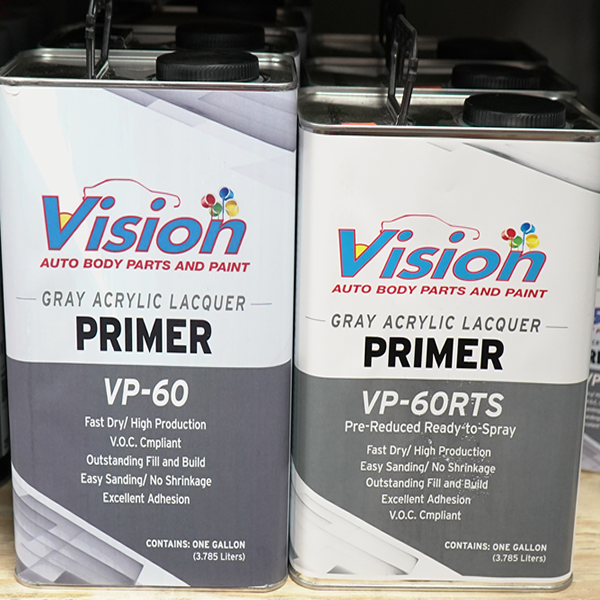 Vision
AUTO BODY PARTS AND PAINT
GRAY ACRYLIC LACQUER
PRIMER
VP-60
Fast Dry/ High Production
V.O.C. Cmpliant
Outstanding Fill and Build
Easy Sanding/ No Shrinkage
Excellent Adhesion
CONTAINS: ONE GALLON
(3.785 Liters)
Vision
AUTO BODY PARTS AND PAINT
GRAY ACRYLIC LACQUER
PRIMER
VP-60RTS
Pre-Reduced Ready-to-Spray
Fast Dry/ High Production
Easy Sanding/ No Shrinkage
Outstanding Fill and Build
Excellent Adhesion
V.O.C. Cmpliant
CONTAINS: ONE GALLON
(3.785 Liters)